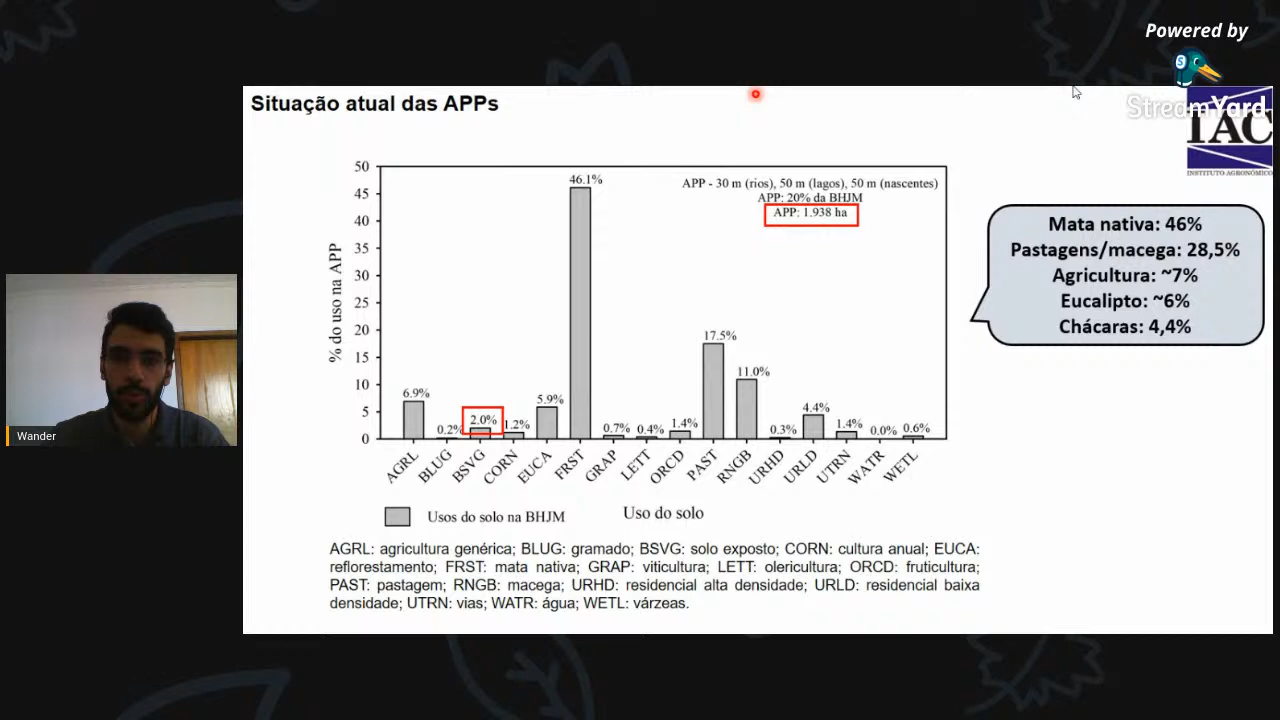 Powered by
StreamYard
Situação atual das APPs
IAC
INSTITUTO AGRONÔMICO
APP - 30 m (rios), 50 m (lagos), 50 m (nascentes)
APP: 20% da BHJM
APP: 1.938 ha
% do uso na APP
50
45
40
35
30
25
20
15
10
5
0
6.9%
0.2%
2.0%
1.2%
5.9%
46.1%
0.7%
0.4%
1.4%
17.5%
11.0%
0.3%
4.4%
1.4%
0.0%
0.6%
AGRL
BLUG
BSVG
CORN
EUCA
FRST
GRAP
LETT
ORCD
PAST
RNGB
URHD
URLD
UTRN
WATR
WETL
Usos do solo na BHJM
Uso do solo
Mata nativa: 46%
Pastagens/macega: 28,5%
Agricultura: ~7%
Eucalipto: ~6%
Chácaras: 4,4%
Wander
AGRL: agricultura genérica; BLUG: gramado; BSVG: solo exposto; CORN: cultura anual; EUCA:
reflorestamento; FRST: mata nativa; GRAP: viticultura; LETT: olericultura; ORCD: fruticultura;
PAST: pastagem; RNGB: macega; URHD: residencial alta densidade; URLD: residencial baixa
densidade; UTRN: vias; WATR: água; WETL: várzeas.